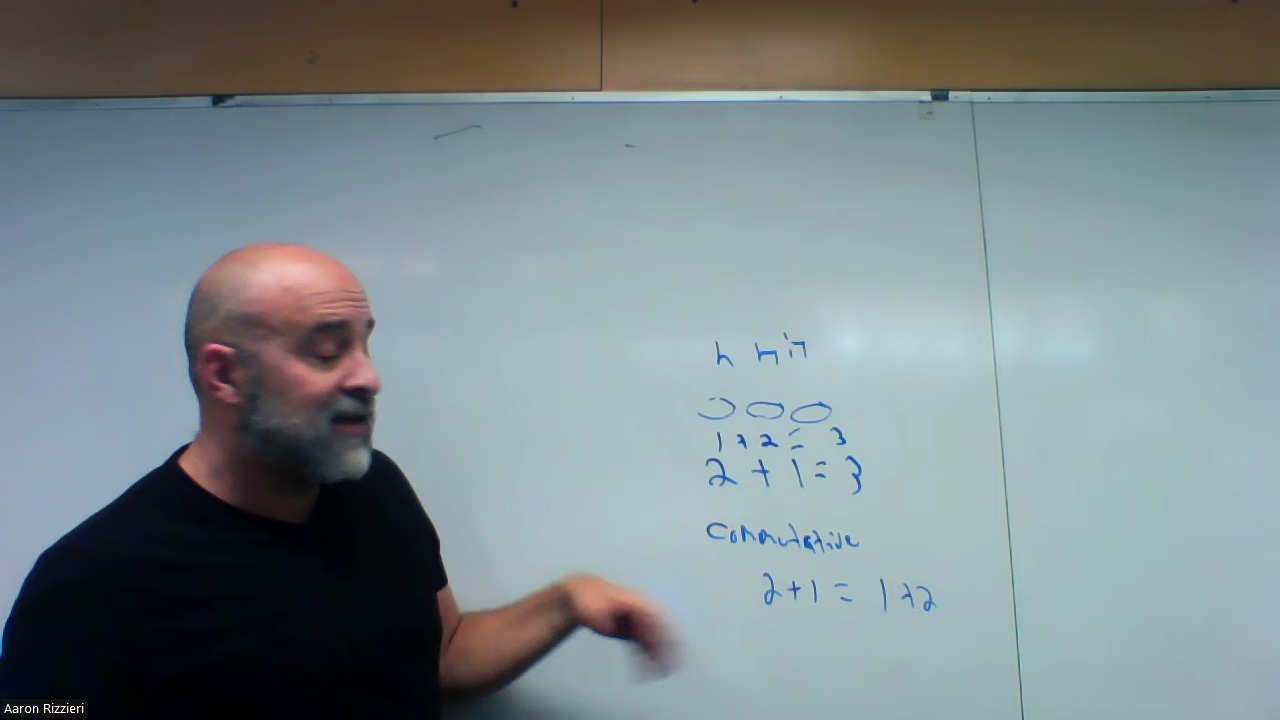 1 + 2 = 3
2 + 1 = 3
Commutative
2 + 1 = 1 + 2
Aaron Rizzieri